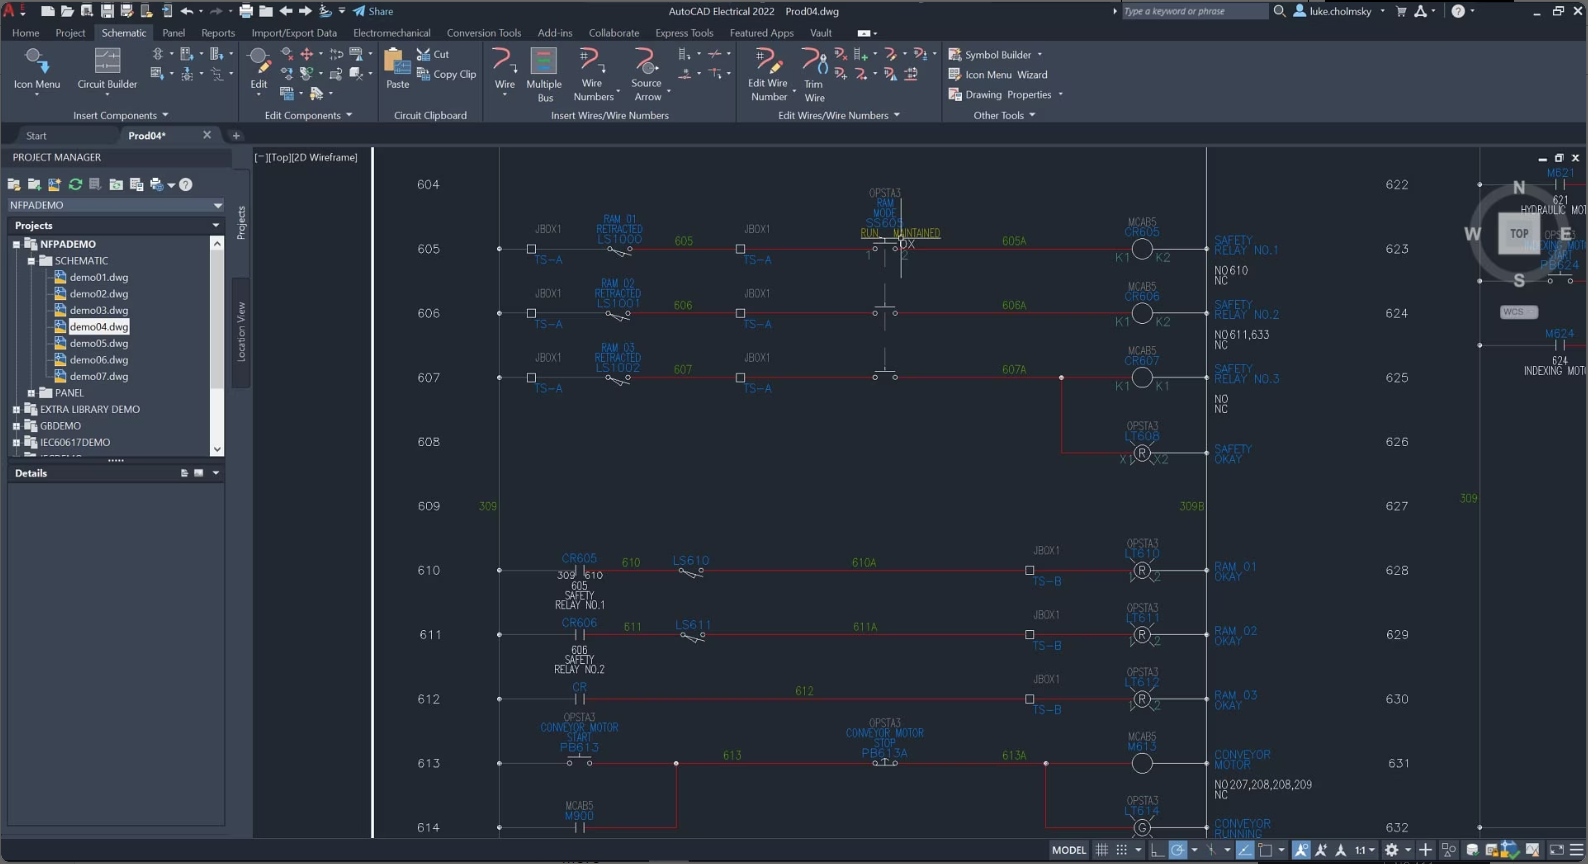 Share
AutoCAD Electrical 2022 Prod04.dwg
Type a keyword or phrase
luke.cholmsky
Home Project Schematic Panel Reports Import/Export Data Electromechanical Conversion Tools Add-ins Collaborate Express Tools Featured Apps Vault
Icon Menu
Circuit Builder
Insert Components
Edit
Edit Components
Paste
Cut
Copy Clip
Circuit Clipboard
Wire
Multiple Bus
Wire Numbers
Source Arrow
Insert Wires/Wire Numbers
Edit Wire Number
Trim Wire
Edit Wires/Wire Numbers
Symbol Builder
Icon Menu Wizard
Drawing Properties
Other Tools
Start
Prod04*
PROJECT MANAGER
NFPADEMO
Projects
NFPADEMO
SCHEMATIC
demo01.dwg
demo02.dwg
demo03.dwg
demo04.dwg
demo05.dwg
demo06.dwg
demo07.dwg
PANEL
EXTRA LIBRARY DEMO
GBDEMO
IEC60617DEMO
Details
Projects
Location View
[−][Top][2D Wireframe]
604
OPSTA3
RAM
MODE
RUN MAINTAINED
605
JBOX1
TS-A
RAM 01
RETRACTED
LS1000
605
JBOX1
TS-A
605A
MCAB5
CR605
K1 K2
SAFETY
RELAY NO.1
NO610
NC
606
JBOX1
TS-A
RAM 02
RETRACTED
LS1001
606
JBOX1
TS-A
606A
MCAB5
CR606
K1 K2
SAFETY
RELAY NO.2
NO611,633
NC
607
JBOX1
TS-A
RAM 03
RETRACTED
LS1002
607
JBOX1
TS-A
607A
MCAB5
CR607
K1 K1
SAFETY
RELAY NO.3
NO
NC
608
OPSTA3
LT608
X1 R X2
SAFETY
OKAY
609
309
309B
610
CR605
309 610
605
SAFETY
RELAY NO.1
610
LS610
610A
JBOX1
TS-B
OPSTA3
LT610
R 2
RAM 01
OKAY
611
CR606
606
SAFETY
RELAY NO.2
611
LS611
611A
JBOX1
TS-B
OPSTA3
LT611
R 2
RAM 02
OKAY
612
CR
612
JBOX1
TS-B
OPSTA3
LT612
R 2
RAM 03
OKAY
613
OPSTA3
CONVEYOR MOTOR
START
PB613
613
OPSTA3
CONVEYOR MOTOR
STOP
PB613A
613A
MCAB5
M613
CONVEYOR
MOTOR
NO207,208,208,209
NC
614
MCAB5
M900
OPSTA3
LT614
G
CONVEYOR
RUNNING
622
623
624
625
626
627
628
629
630
631
632
309
M621
621
M624
624
N
W
TOP
E
S
WCS
MODEL
1:1